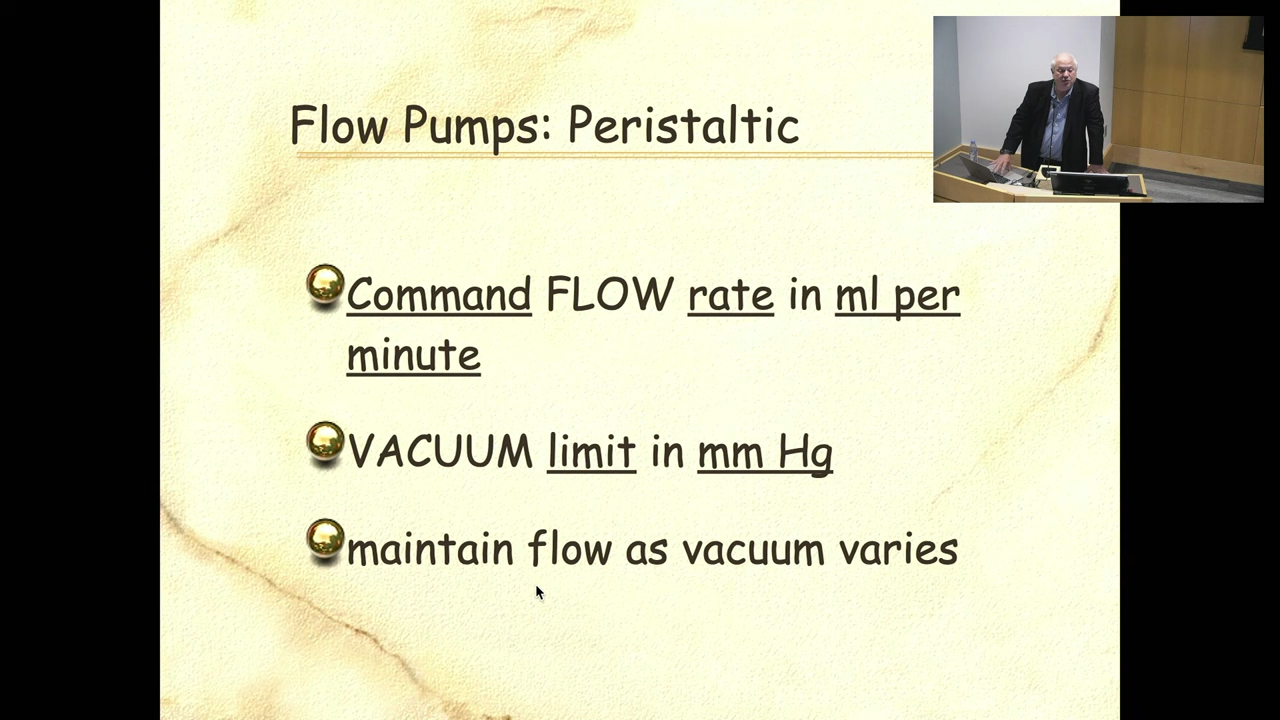 Flow Pumps: Peristaltic
Command FLOW rate in ml per
minute
VACUUM limit in mm Hg
maintain flow as vacuum varies